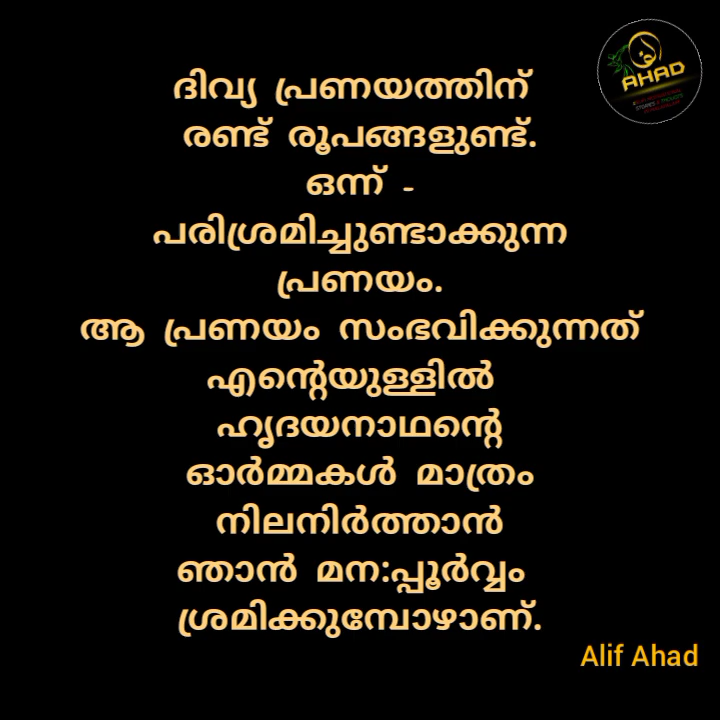 AHAD
ദിവ്യ പ്രണയത്തിന്
രണ്ട് രൂപങ്ങളുണ്ട്.
ഒന്ന് -
പരിശ്രമിച്ചുണ്ടാക്കുന്ന
പ്രണയം.
ആ പ്രണയം സംഭവിക്കുന്നത്
എന്റെയുള്ളിൽ
ഹൃദയനാഥന്റെ
ഓർമ്മകൾ മാത്രം
നിലനിർത്താൻ
ഞാൻ മന:പ്പൂർവ്വം
ശ്രമിക്കുമ്പോഴാണ്.
Alif Ahad